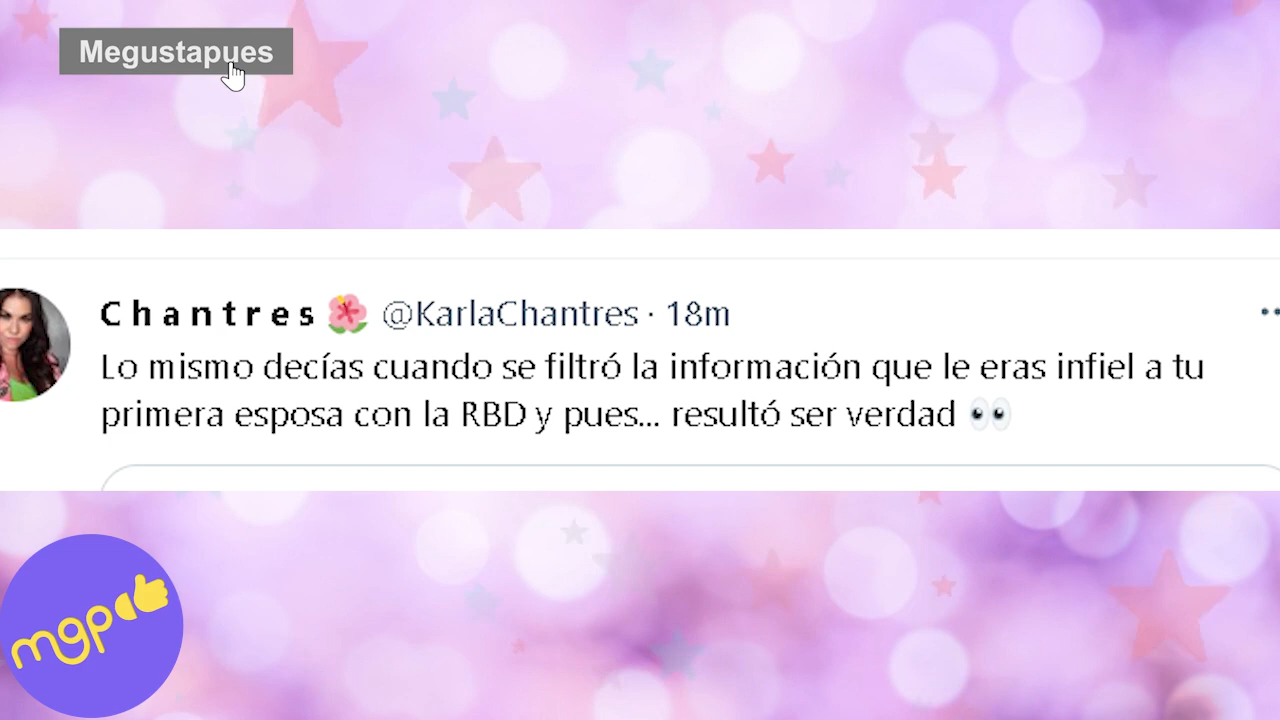 Megustapues
Chantres🌺 @KarlaChantres · 18m
Lo mismo decías cuando se filtró la información que le eras infiel a tu
primera esposa con la RBD y pues... resultó ser verdad 👀
mgp